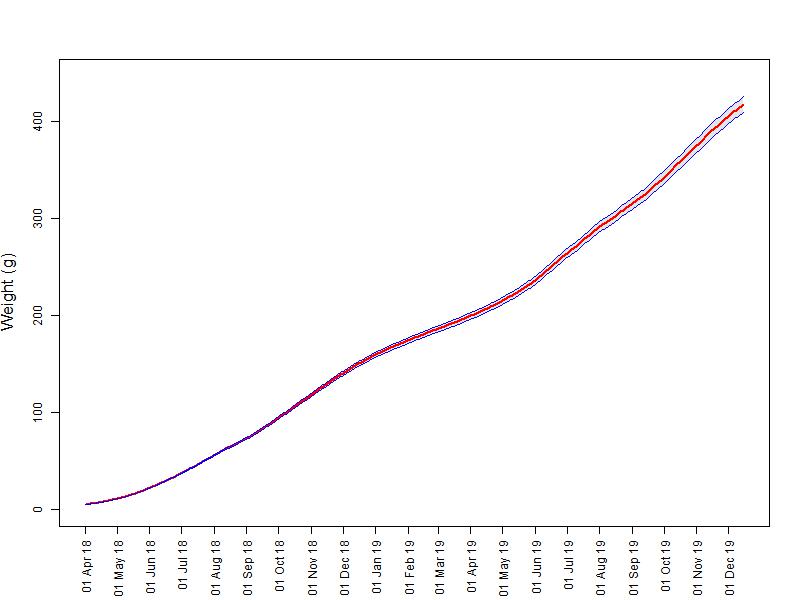 Weight (g)
400
300
200
100
0
01 Apr 18
01 May 18
01 Jun 18
01 Jul 18
01 Aug 18
01 Sep 18
01 Oct 18
01 Nov 18
01 Dec 18
01 Jan 19
01 Feb 19
01 Mar 19
01 Apr 19
01 May 19
01 Jun 19
01 Jul 19
01 Aug 19
01 Sep 19
01 Oct 19
01 Nov 19
01 Dec 19